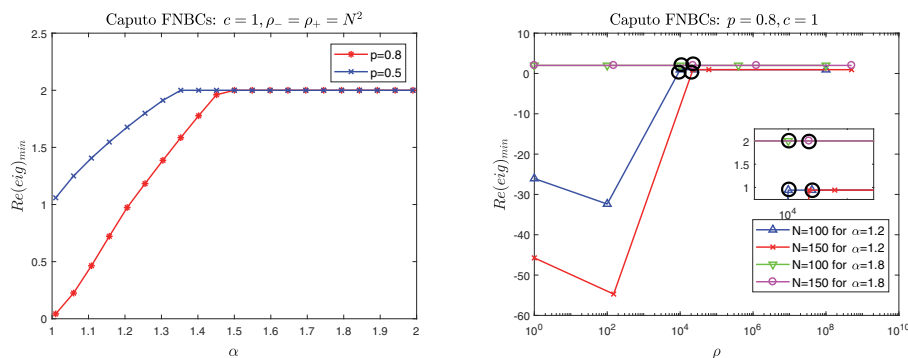 Caputo FNBCs: c = 1, ρ₋ = ρ₊ = N²
2.5
2
1.5
1
0.5
0
Re(eig)min
p=0.8
p=0.5
1 1.1 1.2 1.3 1.4 1.5 1.6 1.7 1.8 1.9 2
α
Caputo FNBCs: p = 0.8, c = 1
10
0
-10
-20
-30
-40
-50
-60
Re(eig)min
2
1.5
1
10⁴
N=100 for α=1.2
N=150 for α=1.2
N=100 for α=1.8
N=150 for α=1.8
10⁰ 10² 10⁴ 10⁶ 10⁸ 10¹⁰
ρ